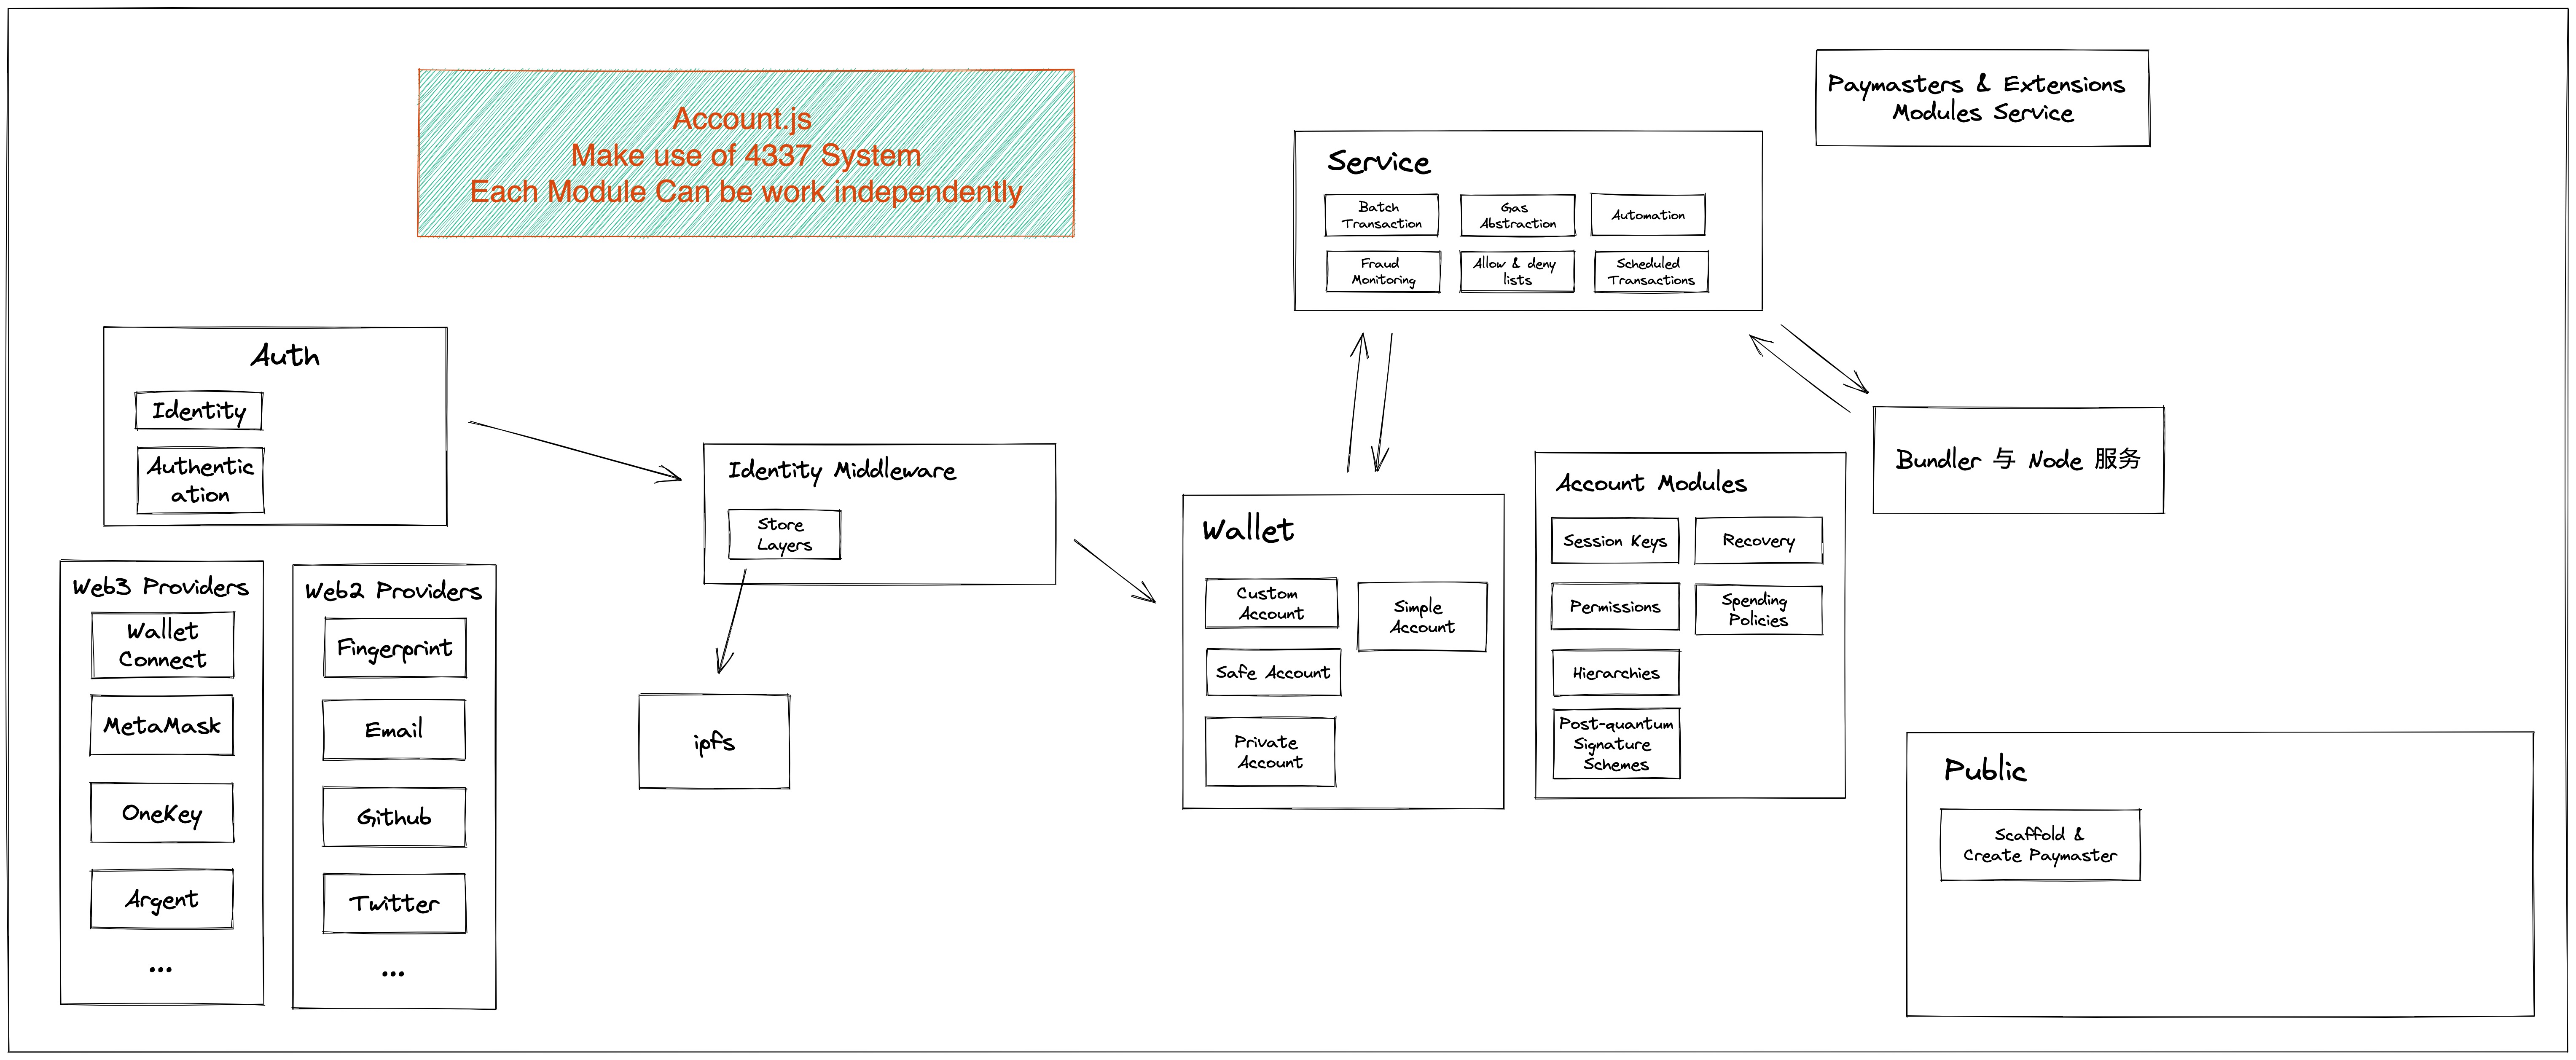 Account.js
Make use of 4337 System
Each Module Can be work independently
Paymasters & Extensions
Modules Service
Service
Batch
Transaction
Gas
Abstraction
Automation
Fraud
Monitoring
Allow & deny
lists
Scheduled
Transactions
Auth
Identity
Authentic
ation
Identity Middleware
Store
Layers
ipfs
Web3 Providers
Wallet
Connect
MetaMask
OneKey
Argent
...
Web2 Providers
Fingerprint
Email
Github
Twitter
...
Wallet
Custom
Account
Simple
Account
Safe Account
Private
Account
Account Modules
Session Keys
Recovery
Permissions
Spending
Policies
Hierarchies
Post-quantum
Signature
Schemes
Bundler 与 Node 服务
Public
Scaffold &
Create Paymaster